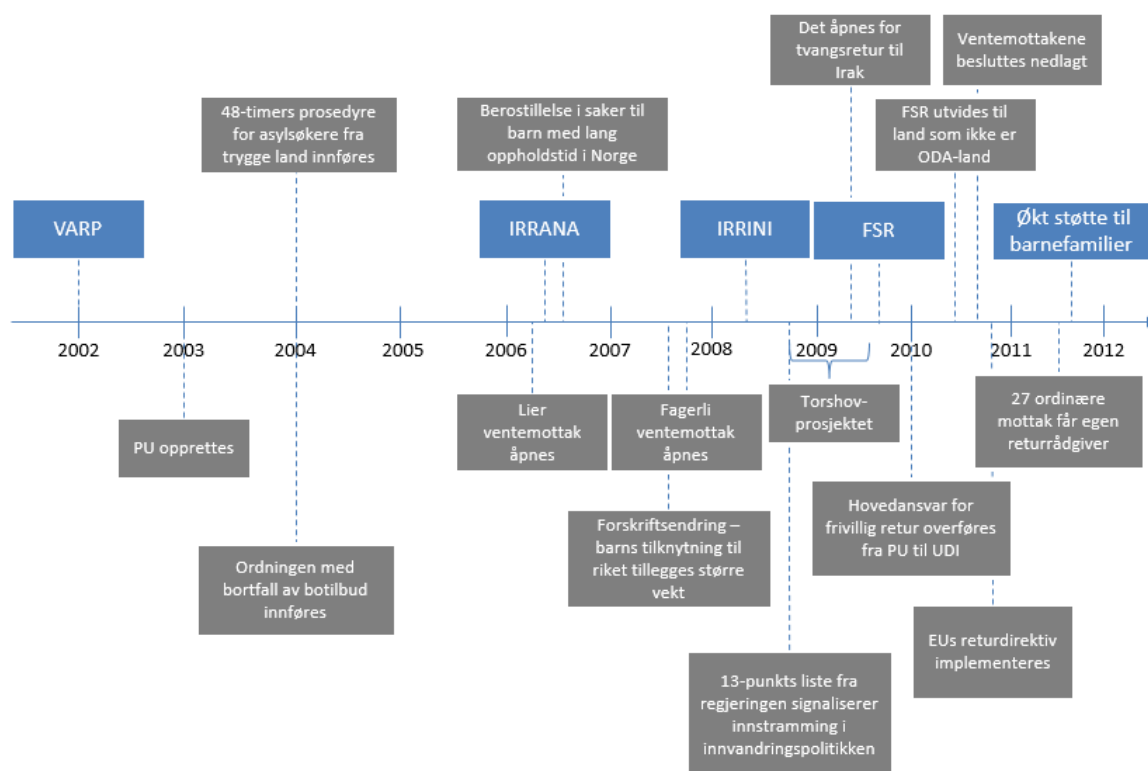 Det åpnes for
tvangsretur til
Irak
Ventemottakene
besluttes nedlagt
48-timers prosedyre
for asylsøkere fra
trygge land innføres
Berostillelse i saker til
barn med lang
oppholdstid i Norge
FSR utvides til
land som ikke er
ODA-land
VARP
IRRANA
IRRINI
FSR
Økt støtte til
barnefamilier
2002
2003
2004
2005
2006
2007
2008
2009
2010
2011
2012
PU opprettes
Lier
ventemottak
åpnes
Fagerli
ventemottak
åpnes
Torshov-
prosjektet
27 ordinære
mottak får egen
returrådgiver
Ordningen med
bortfall av botilbud
innføres
Forskriftsendring –
barns tilknytning til
riket tillegges større
vekt
Hovedansvar for
frivillig retur overføres
fra PU til UDI
EUs returdirektiv
implementeres
13-punkts liste fra
regjeringen signaliserer
innstramming i
innvandringspolitikken